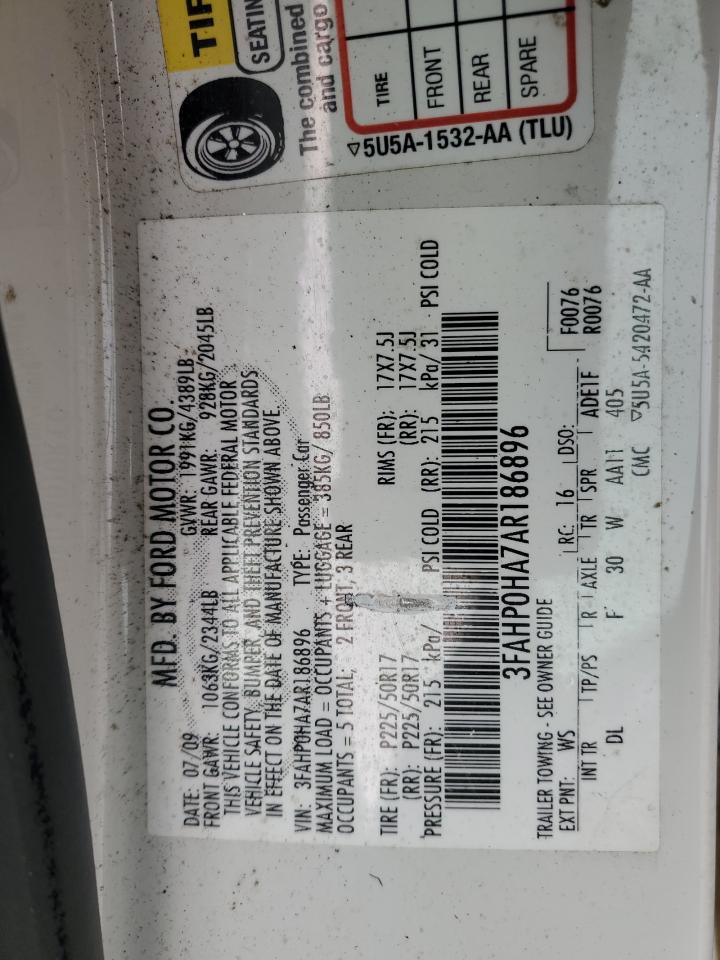 TIR
SEATIN
The combined
and cargo
TIRE
FRONT
REAR
SPARE
5U5A-1532-AA (TLU)
MFD. BY FORD MOTOR CO.
DATE: 07/09 GVWR: 1991KG/4389LB
FRONT GAWR: 1063KG/2344LB REAR GAWR: 928KG/2045LB
THIS VEHICLE CONFORMS TO ALL APPLICABLE FEDERAL MOTOR
VEHICLE SAFETY, BUMPER, AND THEFT PREVENTION STANDARDS
IN EFFECT ON THE DATE OF MANUFACTURE SHOWN ABOVE.
VIN: 3FAHP0HA7AR186896 TYPE: Passenger Car
MAXIMUM LOAD = OCCUPANTS + LUGGAGE = 385KG/ 850LB
OCCUPANTS = 5 TOTAL; 2 FRONT, 3 REAR
TIRE (FR): P225/50R17 RIMS (FR): 17X7.5J
(RR): P225/50R17 (RR): 17X7.5J
PRESSURE (FR): 215 kPa/ PSI COLD (RR): 215 kPa/ 31 PSI COLD
3FAHP0HA7AR186896
TRAILER TOWING - SEE OWNER GUIDE
EXT PNT: WS RC: 16 DSO: F0076
R0076
INT TR TP/PS R AXLE TR SPR ADE1F
DL F 30 W AA11 405
CMC 5U5A-5420472-AA